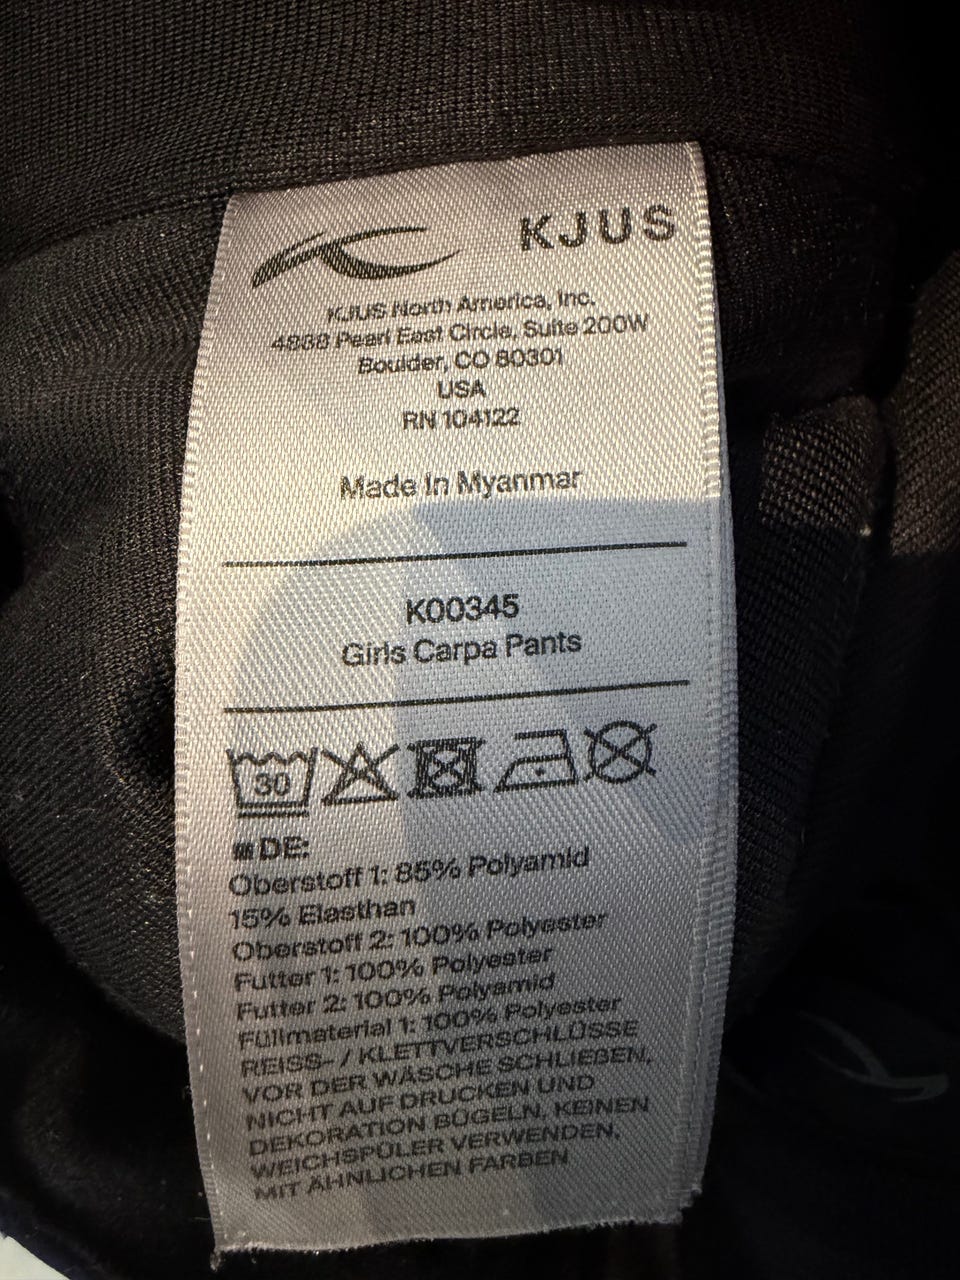 KJUS
KJUS North America, Inc.
4888 Pearl East Circle, Suite 200W
Boulder, CO 80301
USA
RN 104122
Made In Myanmar
K00345
Girls Carpa Pants
30
DE:
Oberstoff 1: 85% Polyamid
15% Elasthan
Oberstoff 2: 100% Polyester
Futter 1: 100% Polyester
Futter 2: 100% Polyamid
Füllmaterial 1: 100% Polyester
REISS- / KLETTVERSCHLÜSSE
VOR DER WÄSCHE SCHLIEßEN,
NICHT AUF DRUCKEN UND
DEKORATION BÜGELN, KEINEN
WEICHSPÜLER VERWENDEN,
MIT ÄHNLICHEN FARBEN